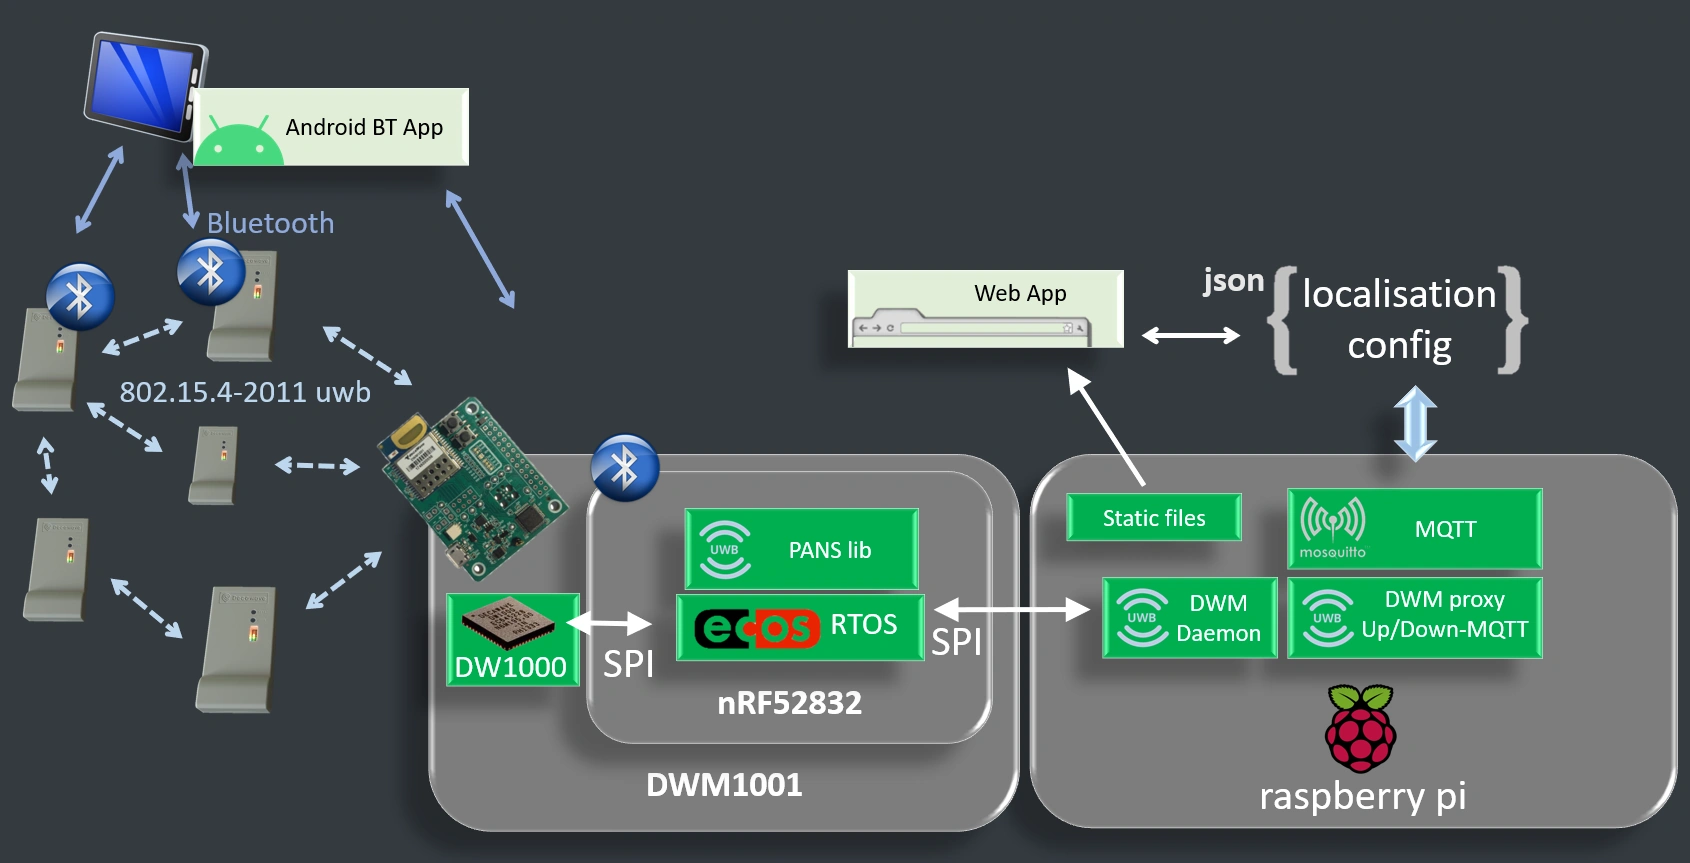 Android BT App
Bluetooth
802.15.4-2011 uwb
Web App
json
{ localisation
config }
Static files
mosquitto
MQTT
UWB
PANS lib
ecos
RTOS
DW1000
SPI
nRF52832
DWM1001
SPI
UWB
DWM
Daemon
UWB
DWM proxy
Up/Down-MQTT
raspberry pi